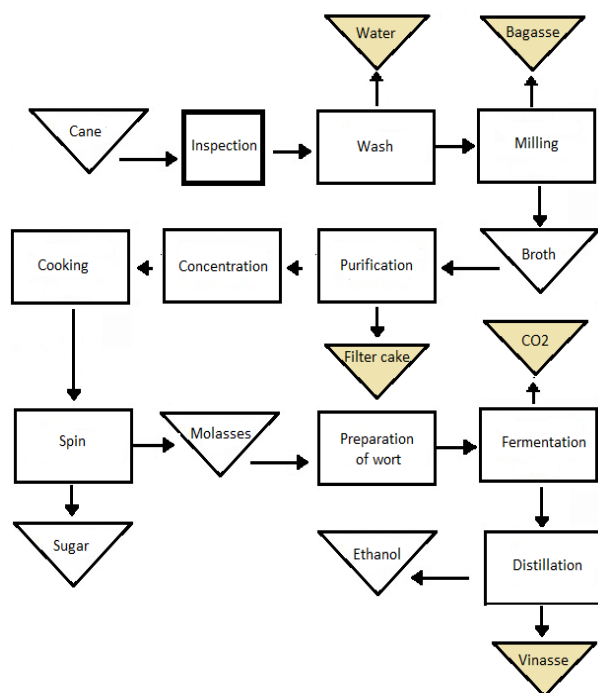 Water
Bagasse
Cane
Inspection
Wash
Milling
Cooking
Concentration
Purification
Broth
Filter cake
CO2
Spin
Molasses
Preparation
of wort
Fermentation
Sugar
Ethanol
Distillation
Vinasse